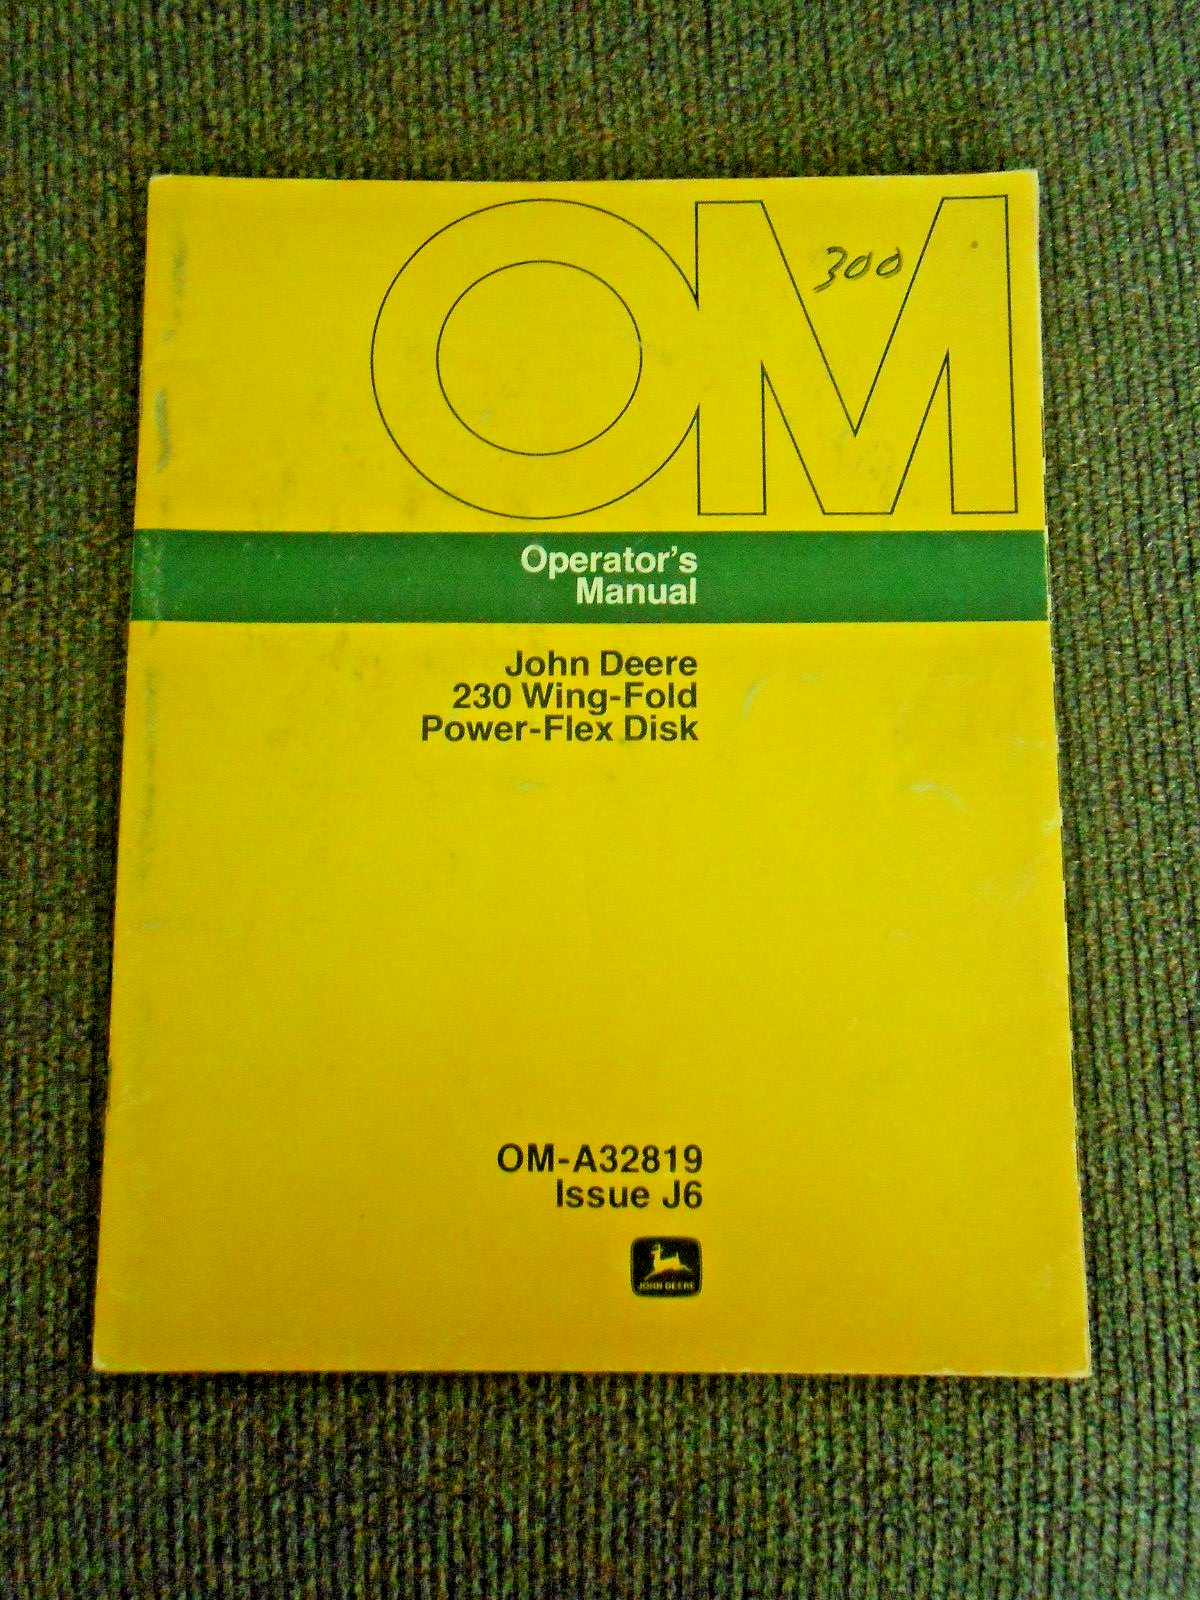 OM
300
Operator's
Manual
John Deere
230 Wing-Fold
Power-Flex Disk
OM-A32819
Issue J6
JOHN DEERE